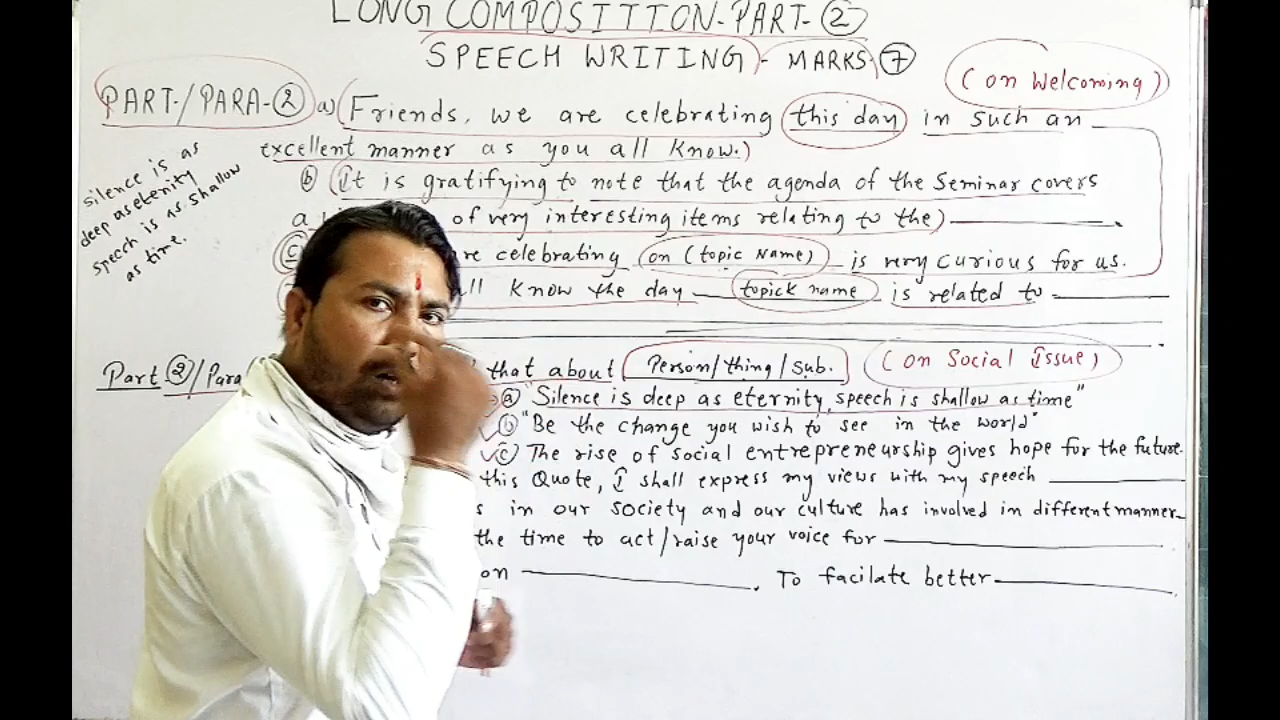 LONG COMPOSITION-PART-②
SPEECH WRITING - MARKS-⑦
(on Welcoming)
PART-/PARA-② a) (Friends, we are celebrating this day in such an
excellent manner as you all know.)
ⓑ (It is gratifying to note that the agenda of the Seminar covers
a of very interesting items relating to the)
ⓒ re celebrating on (topic Name) is very curious for us.
ll know the day topick name is related to
silence is as
deep as eternity
speech is as shallow
as time.
Part ②/Para that about Person/thing/Sub. (on Social Issue)
ⓐ "Silence is deep as eternity, speech is shallow as time"
ⓑ "Be the change you wish to see in the world"
ⓒ The rise of social entrepreneurship gives hope for the future.
this Quote, I shall express my views with my speech
s in our society and our culture has involved in different manner
the time to act/raise your voice for
on . To facilate better